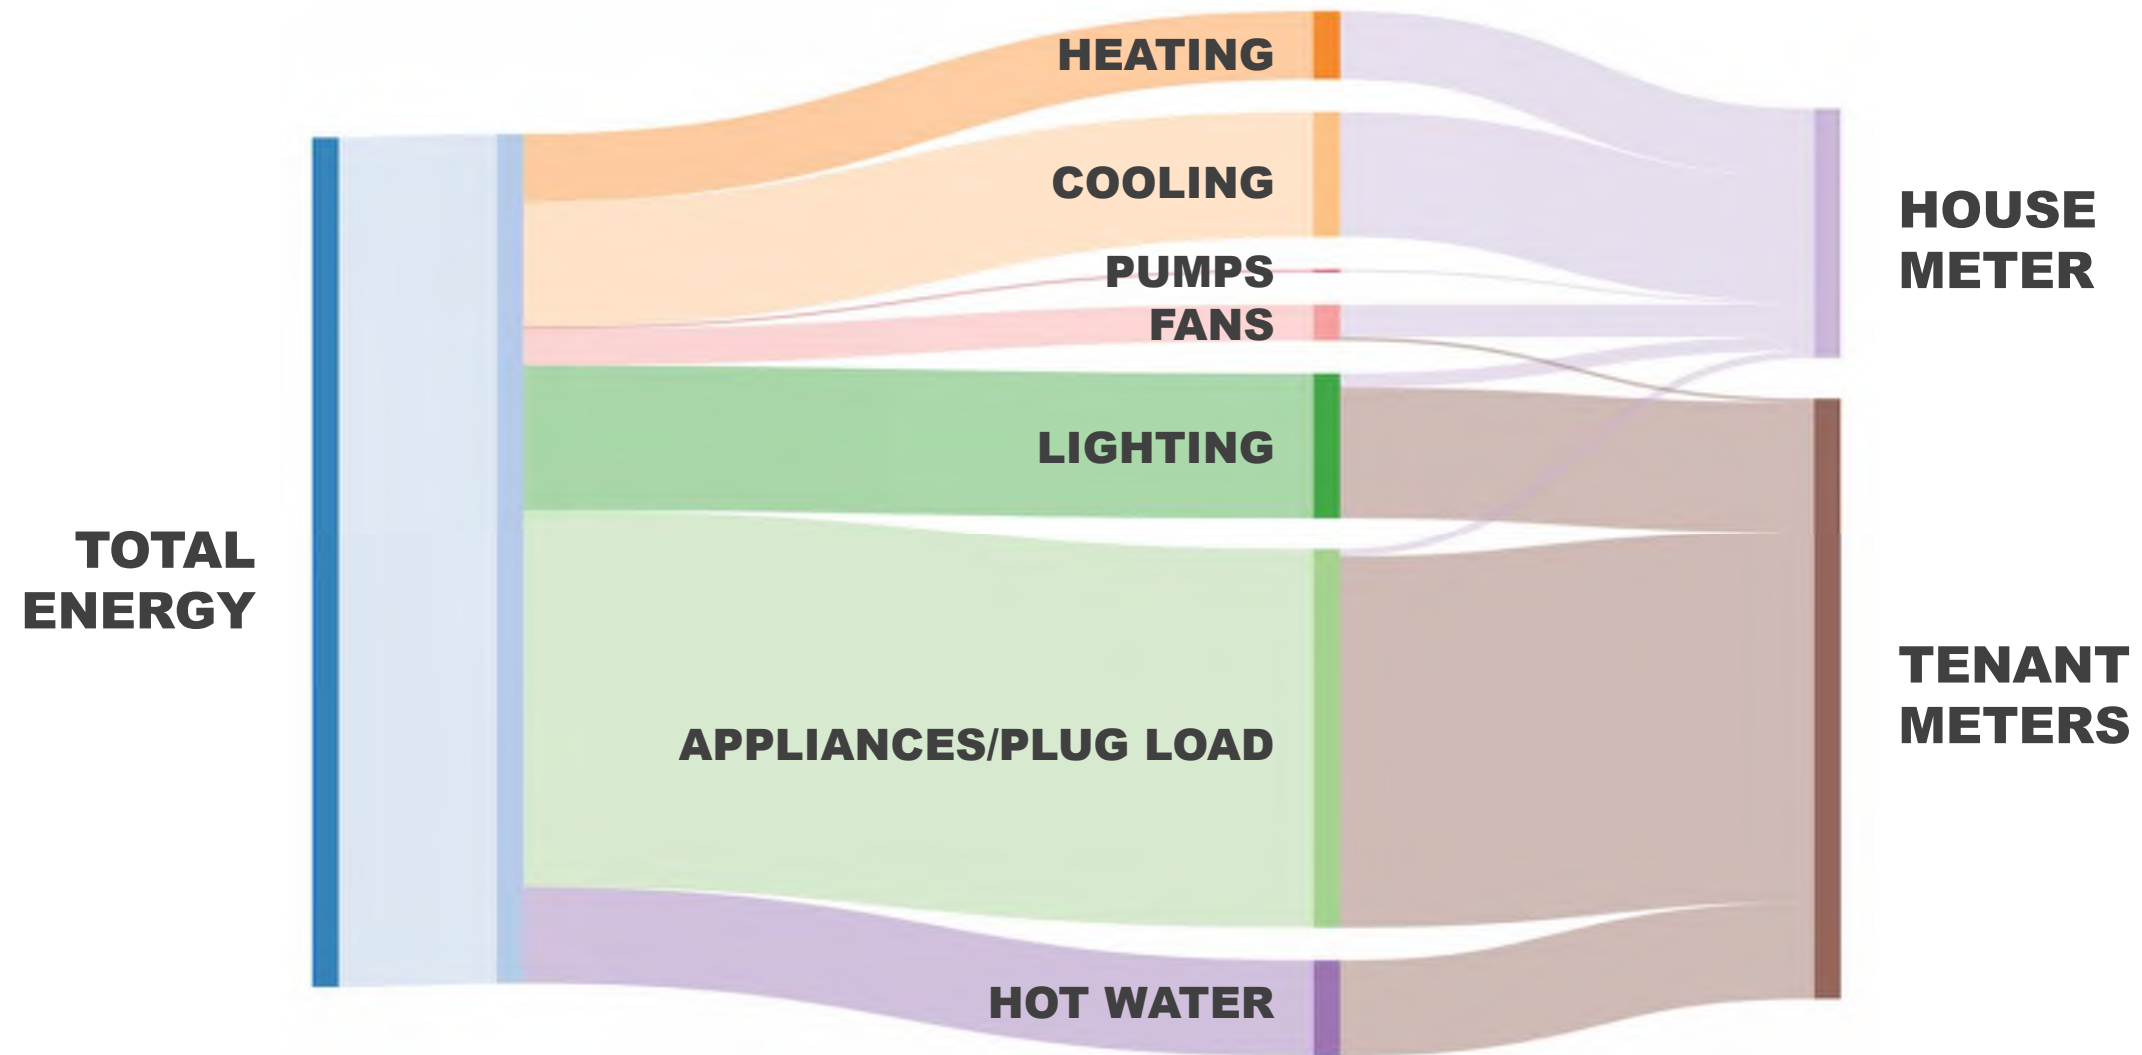 TOTAL
ENERGY
HEATING
COOLING
PUMPS
FANS
LIGHTING
APPLIANCES/PLUG LOAD
HOT WATER
HOUSE
METER
TENANT
METERS